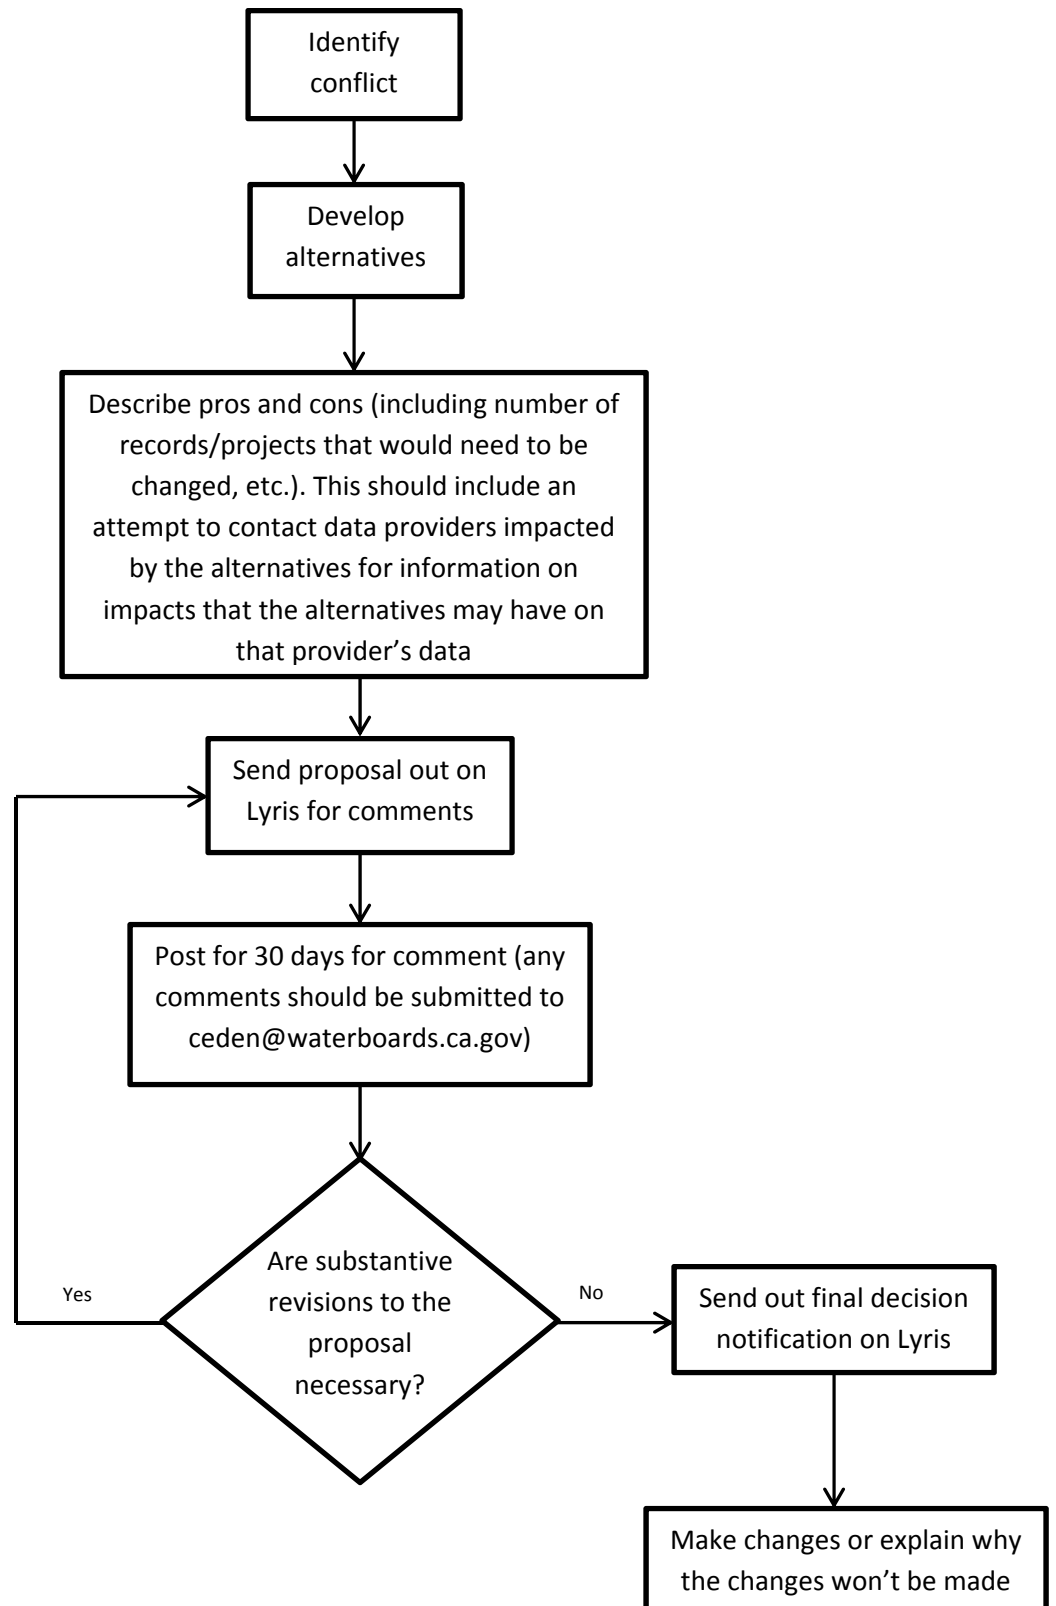 Identify
conflict
Develop
alternatives
Describe pros and cons (including number of
records/projects that would need to be
changed, etc.). This should include an
attempt to contact data providers impacted
by the alternatives for information on
impacts that the alternatives may have on
that provider’s data
Send proposal out on
Lyris for comments
Post for 30 days for comment (any
comments should be submitted to
ceden@waterboards.ca.gov)
Are substantive
revisions to the
proposal
necessary?
Yes
No
Send out final decision
notification on Lyris
Make changes or explain why
the changes won’t be made